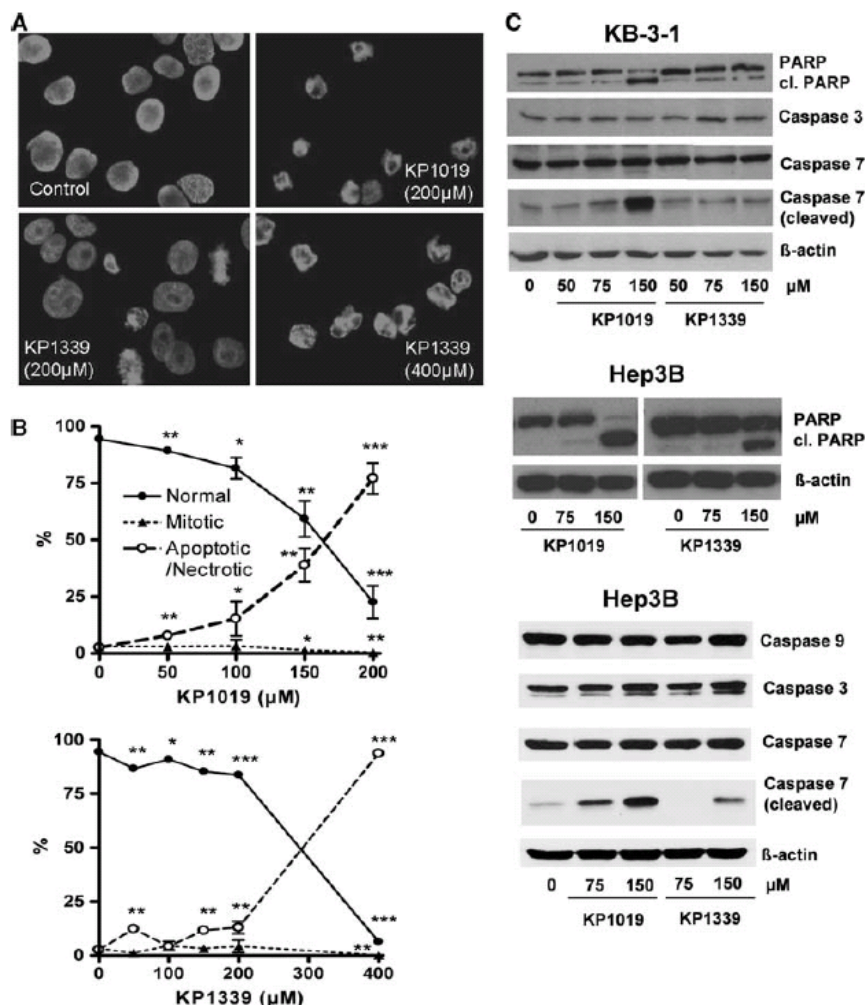 A
Control
KP1019
(200µM)
KP1339
(200µM)
KP1339
(400µM)
B
100
75
50
25
0
%
Normal
Mitotic
Apoptotic
/Nectrotic
**
*
**
***
**
*
**
***
*
**
0 50 100 150 200
KP1019 (µM)
100
75
50
25
0
%
**
*
**
***
***
**
**
**
***
**
0 100 200 300 400
KP1339 (µM)
C
KB-3-1
PARP
cl. PARP
Caspase 3
Caspase 7
Caspase 7
(cleaved)
ß-actin
0 50 75 150 50 75 150 µM
KP1019 KP1339
Hep3B
PARP
cl. PARP
ß-actin
0 75 150 0 75 150 µM
KP1019 KP1339
Hep3B
Caspase 9
Caspase 3
Caspase 7
Caspase 7
(cleaved)
ß-actin
0 75 150 75 150 µM
KP1019 KP1339